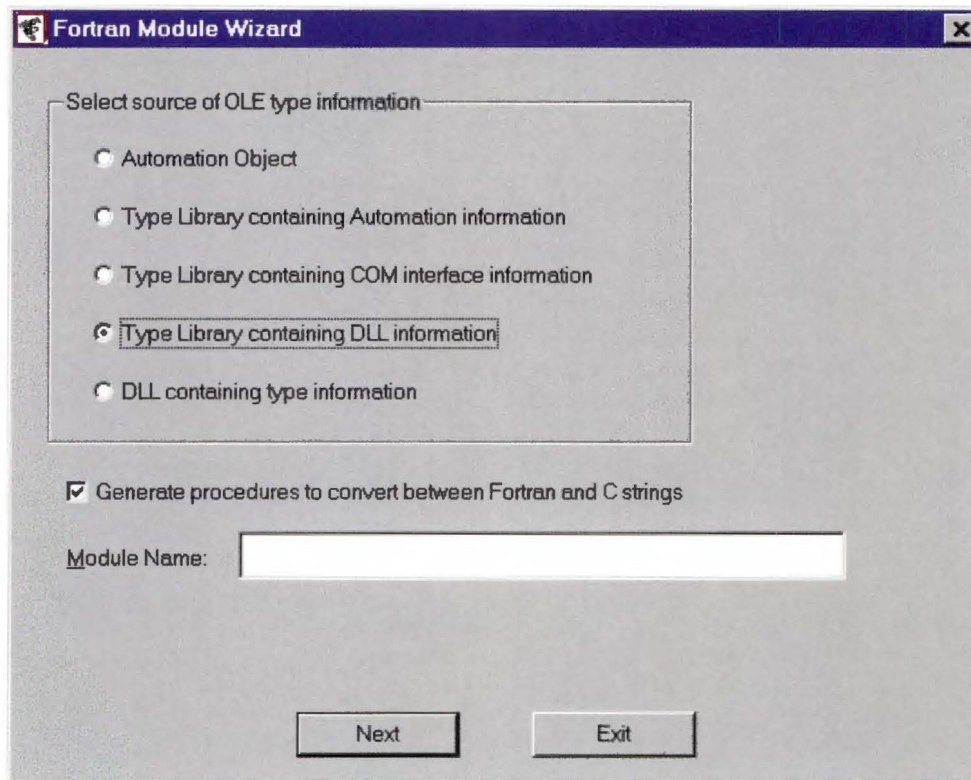 Fortran Module Wizard
Select source of OLE type information
Automation Object
Type Library containing Automation information
Type Library containing COM interface information
Type Library containing DLL information
DLL containing type information
Generate procedures to convert between Fortran and C strings
Module Name:
Next Exit